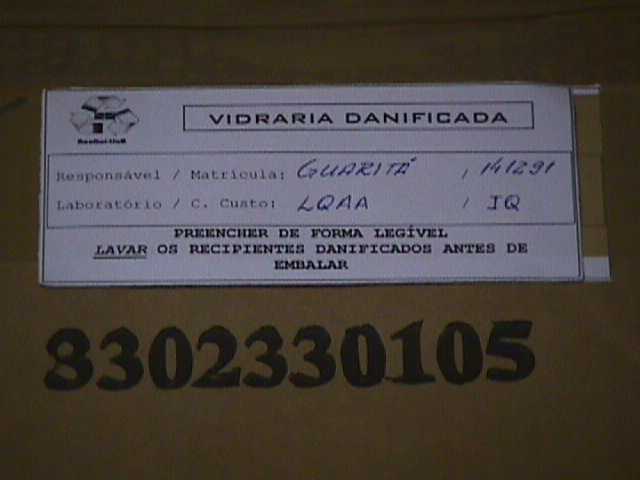 VIDRARIA DANIFICADA
Responsável / Matrícula: GUARITÁ / 141291
Laboratório / C. Custo: LQAA / IQ
PREENCHER DE FORMA LEGÍVEL
LAVAR OS RECIPIENTES DANIFICADOS ANTES DE
EMBALAR
8302330105